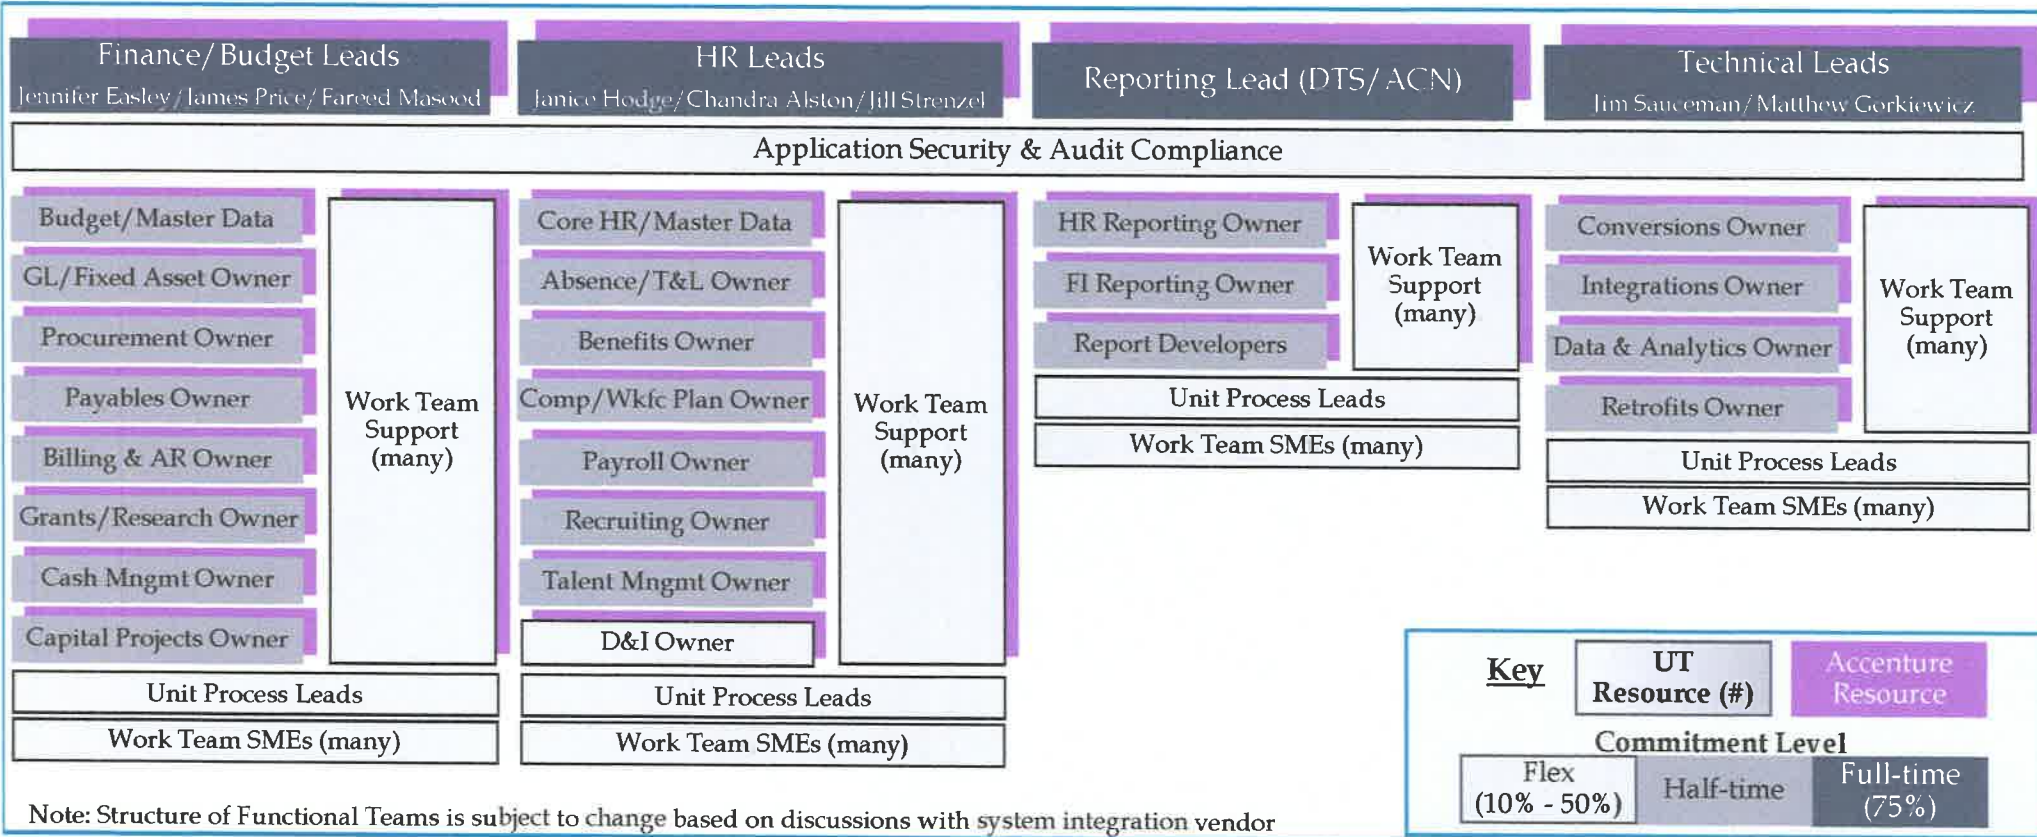 Finance/Budget Leads
Jennifer Easley/James Price/Fareed Masood
HR Leads
Janice Hodge/Chandra Alston/Jill Strenzel
Reporting Lead (DTS/ACN)
Technical Leads
Jim Sauceman/Matthew Gorkiewicz
Application Security & Audit Compliance
Budget/Master Data
GL/Fixed Asset Owner
Procurement Owner
Payables Owner
Billing & AR Owner
Grants/Research Owner
Cash Mngmt Owner
Capital Projects Owner
Work Team
Support
(many)
Unit Process Leads
Work Team SMEs (many)
Core HR/Master Data
Absence/T&L Owner
Benefits Owner
Comp/Wkfc Plan Owner
Payroll Owner
Recruiting Owner
Talent Mngmt Owner
D&I Owner
Work Team
Support
(many)
Unit Process Leads
Work Team SMEs (many)
HR Reporting Owner
FI Reporting Owner
Report Developers
Work Team
Support
(many)
Unit Process Leads
Work Team SMEs (many)
Conversions Owner
Integrations Owner
Data & Analytics Owner
Retrofits Owner
Work Team
Support
(many)
Unit Process Leads
Work Team SMEs (many)
Key
UT
Resource (#)
Accenture
Resource
Commitment Level
Flex
(10% - 50%)
Half-time
Full-time
(75%)
Note: Structure of Functional Teams is subject to change based on discussions with system integration vendor